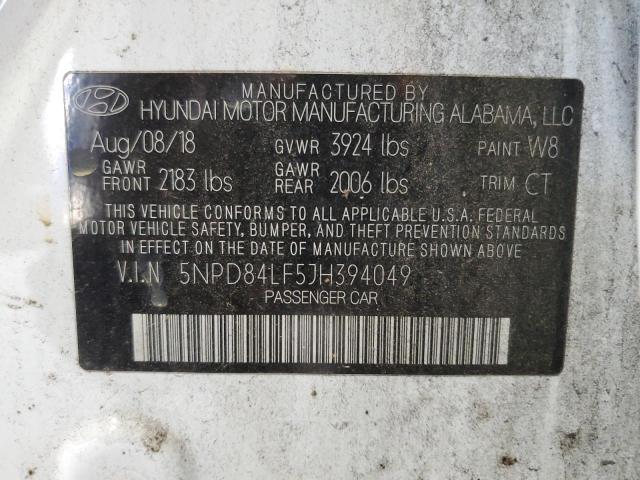 MANUFACTURED BY
HYUNDAI MOTOR MANUFACTURING ALABAMA, LLC
Aug/08/18 GVWR 3924 lbs PAINT W8
GAWR FRONT 2183 lbs GAWR REAR 2006 lbs TRIM CT
THIS VEHICLE CONFORMS TO ALL APPLICABLE U.S.A. FEDERAL
MOTOR VEHICLE SAFETY, BUMPER, AND THEFT PREVENTION STANDARDS
IN EFFECT ON THE DATE OF MANUFACTURE SHOWN ABOVE
V.I.N 5NPD84LF5JH394049
PASSENGER CAR